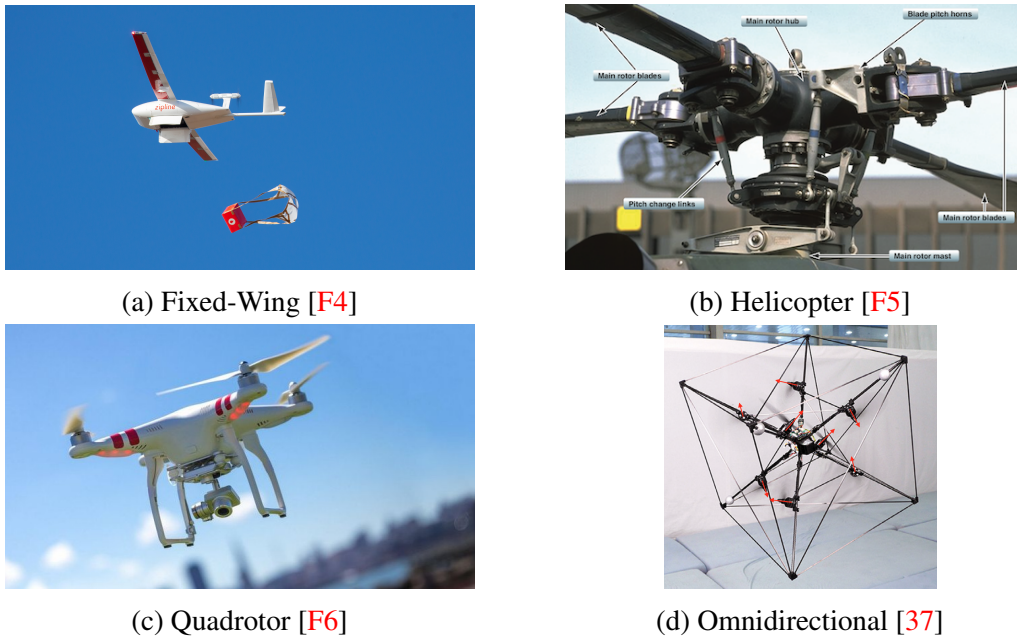 zipline
Main rotor hub
Blade pitch horns
Main rotor blades
Pitch change links
Main rotor blades
Main rotor mast
(a) Fixed-Wing [F4]
(b) Helicopter [F5]
(c) Quadrotor [F6]
(d) Omnidirectional [37]